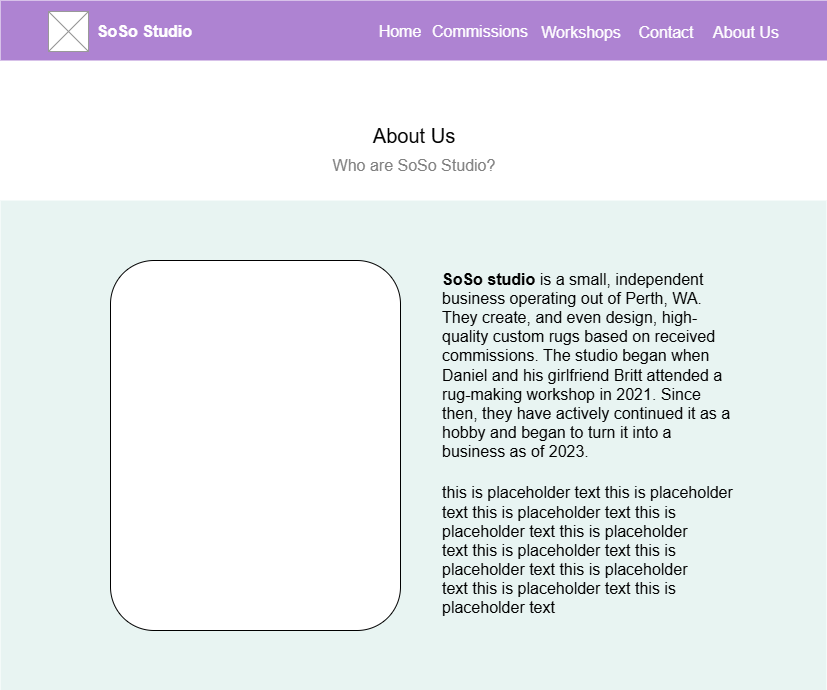 SoSo Studio
Home Commissions Workshops Contact About Us
About Us
Who are SoSo Studio?
SoSo studio is a small, independent
business operating out of Perth, WA.
They create, and even design, high-
quality custom rugs based on received
commissions. The studio began when
Daniel and his girlfriend Britt attended a
rug-making workshop in 2021. Since
then, they have actively continued it as a
hobby and began to turn it into a
business as of 2023.
this is placeholder text this is placeholder
text this is placeholder text this is
placeholder text this is placeholder
text this is placeholder text this is
placeholder text this is placeholder
text this is placeholder text this is
placeholder text